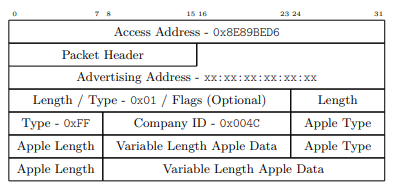 0 7 8 15 16 23 24 31
Access Address - 0x8E89BED6
Packet Header
Advertising Address - xx:xx:xx:xx:xx:xx
Length / Type - 0x01 / Flags (Optional) Length
Type - 0xFF Company ID - 0x004C Apple Type
Apple Length Variable Length Apple Data Apple Type
Apple Length Variable Length Apple Data